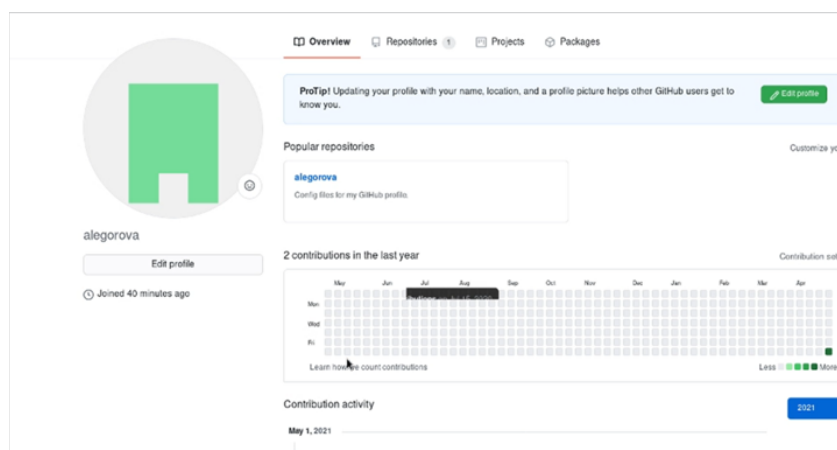 Overview Repositories 1 Projects Packages
ProTip! Updating your profile with your name, location, and a profile picture helps other GitHub users get to
know you.
Edit profile
Popular repositories
Customize yo
alegorova
Config files for my GitHub profile.
alegorova
Edit profile
Joined 40 minutes ago
2 contributions in the last year
Contribution set
May Jun Jul Aug Sep Oct Nov Dec Jan Feb Mar Apr
Mon
Wed
Fri
Learn how we count contributions
Less More
Contribution activity
2021
May 1, 2021